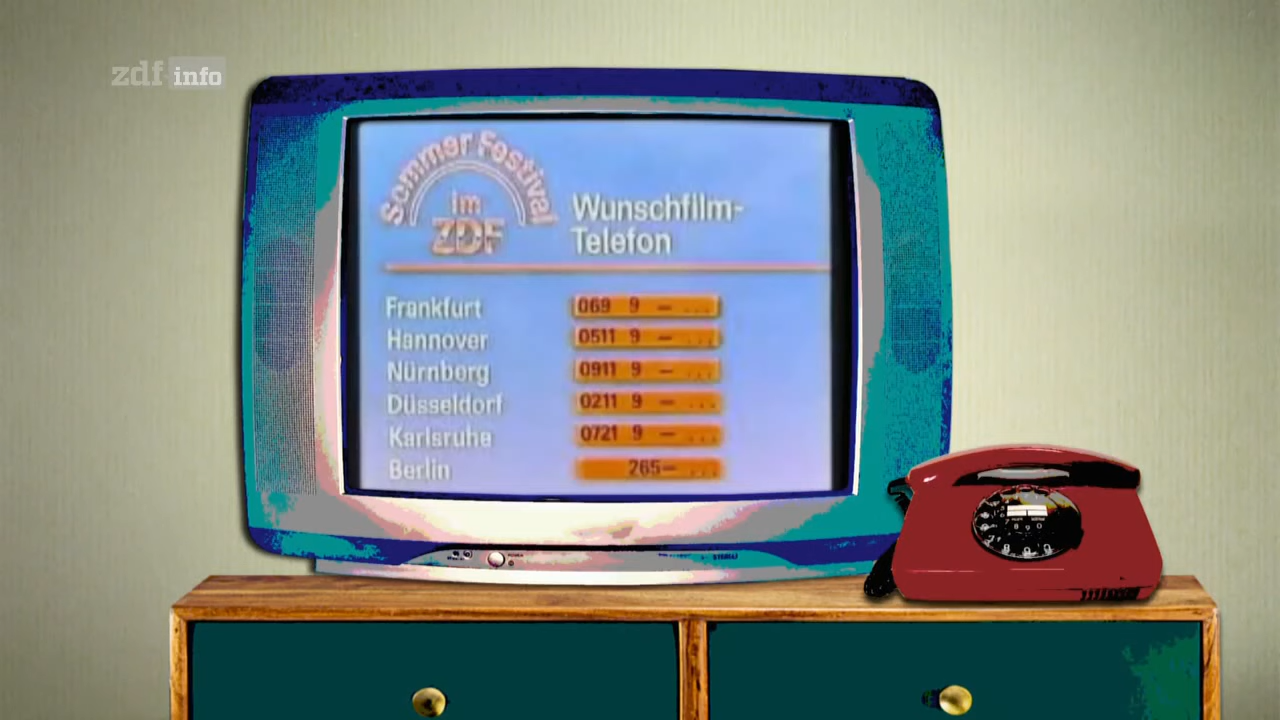 zdf info
Sommer Festival
im
ZDF
Wunschfilm-
Telefon
Frankfurt 069 9 – ...
Hannover 0511 9 – ...
Nürnberg 0911 9 – ...
Düsseldorf 0211 9 – ...
Karlsruhe 0721 9 – ...
Berlin 265– ...